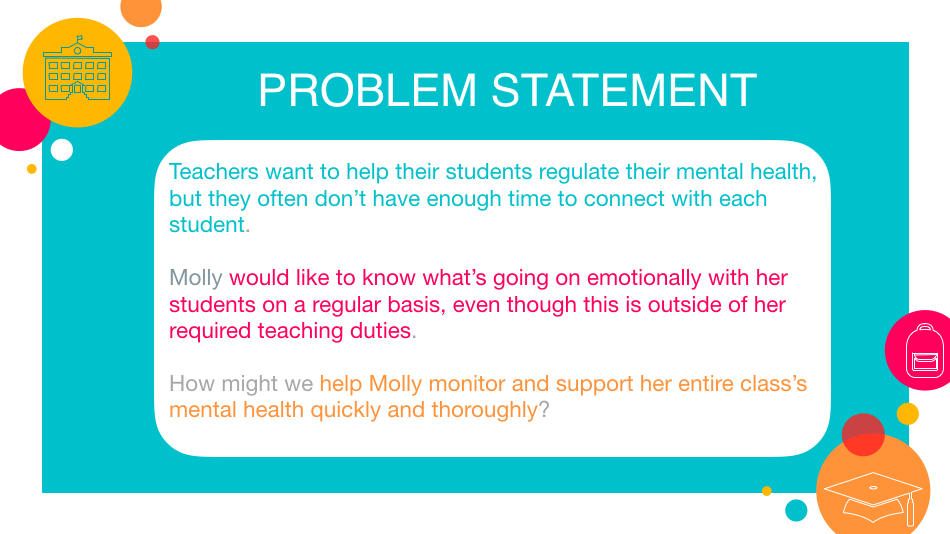 PROBLEM STATEMENT
Teachers want to help their students regulate their mental health,
but they often don’t have enough time to connect with each
student.
Molly would like to know what’s going on emotionally with her
students on a regular basis, even though this is outside of her
required teaching duties.
How might we help Molly monitor and support her entire class’s
mental health quickly and thoroughly?